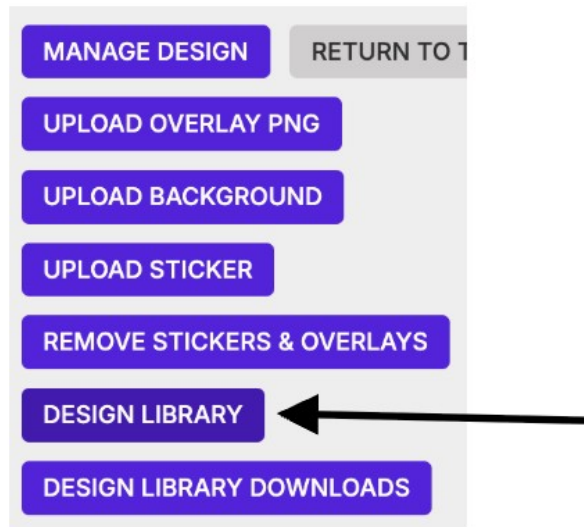 MANAGE DESIGN RETURN TO
UPLOAD OVERLAY PNG
UPLOAD BACKGROUND
UPLOAD STICKER
REMOVE STICKERS & OVERLAYS
DESIGN LIBRARY
DESIGN LIBRARY DOWNLOADS